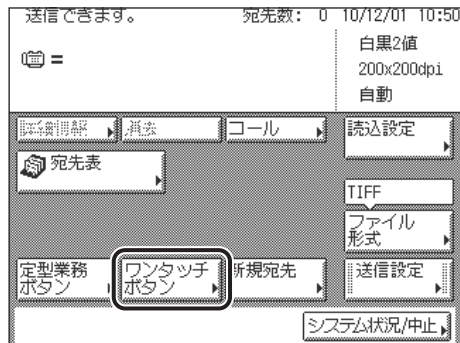 送信できます。 宛先数: 0 10/12/01 10:50
=
白黒2値
200x200dpi
自動
詳細情報 消去 コール 読込設定
宛先表
TIFF
ファイル
形式
定型業務
ボタン
ワンタッチ
ボタン
新規宛先
送信設定
システム状況/中止